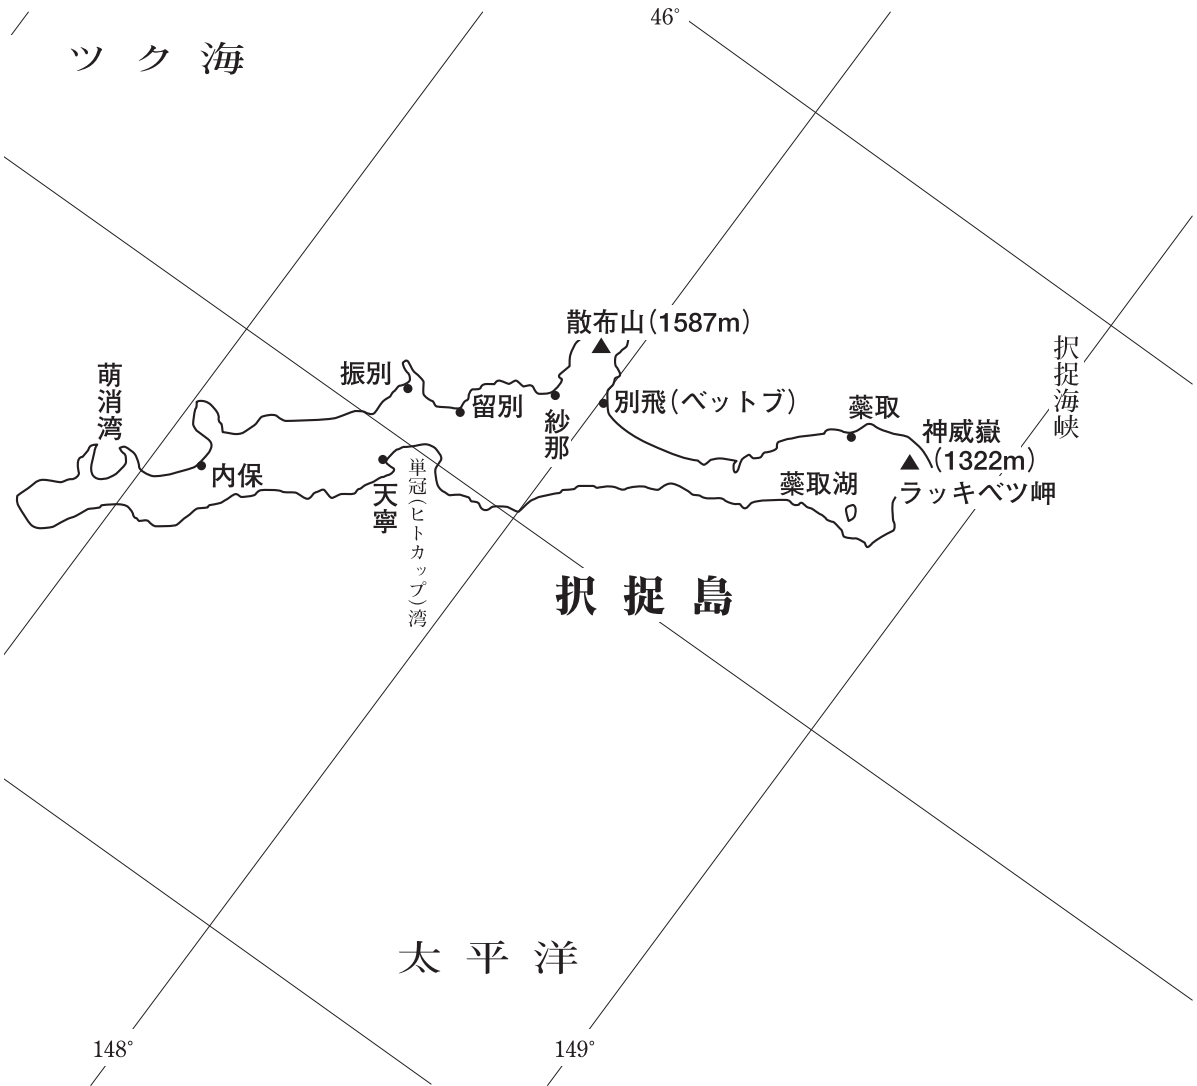 46°
ツク海
散布山(1587m)
択捉海峡
萌消湾
振別
留別
紗那
別飛(ベットブ)
蘂取
神威嶽
(1322m)
内保
天寧
単冠(ヒトカップ)湾
蘂取湖
ラッキベツ岬
択捉島
太平洋
148°
149°